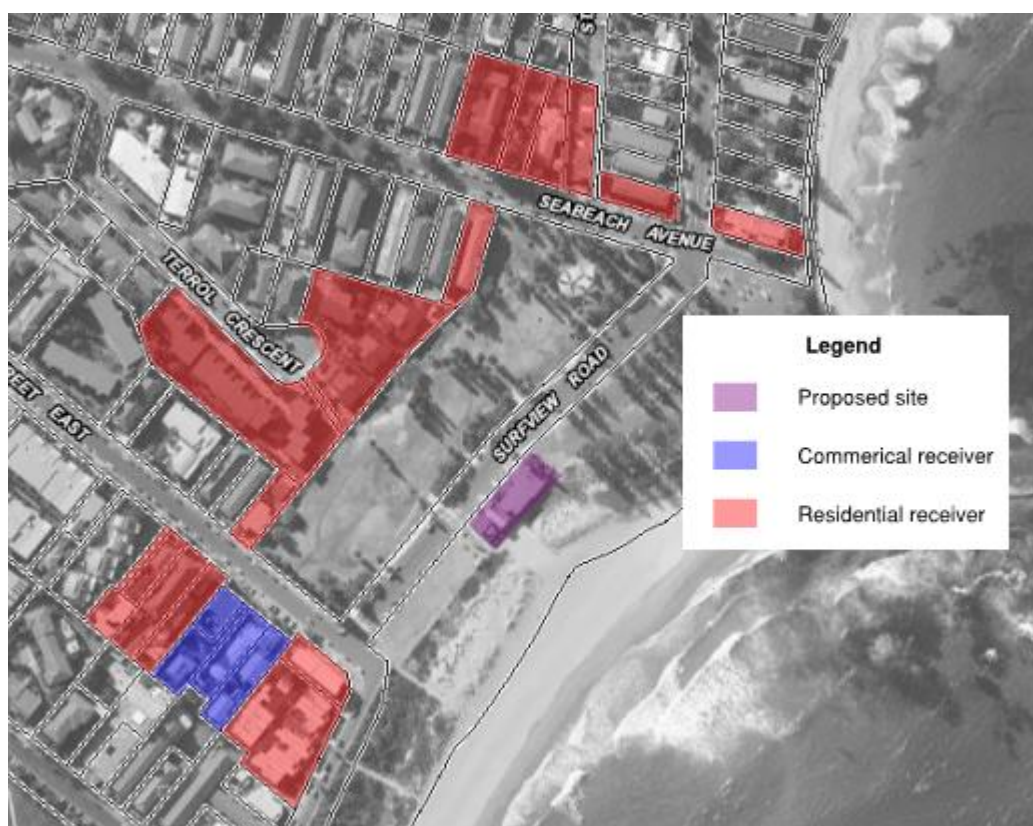 SEABEACH AVENUE
TERROL CRESCENT
SURFVIEW ROAD
EAST
Legend
Proposed site
Commerical receiver
Residential receiver